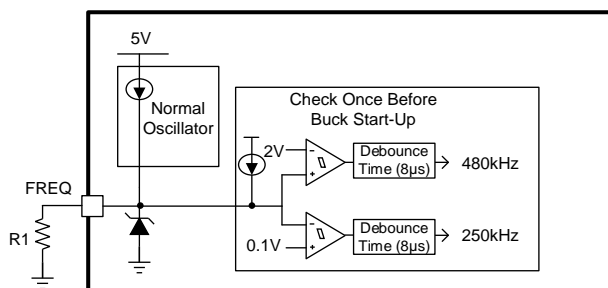 5V
Normal
Oscillator
Check Once Before
Buck Start-Up
2V
-
+
Debounce
Time (8µs)
480kHz
FREQ
R1
-
+
0.1V
Debounce
Time (8µs)
250kHz